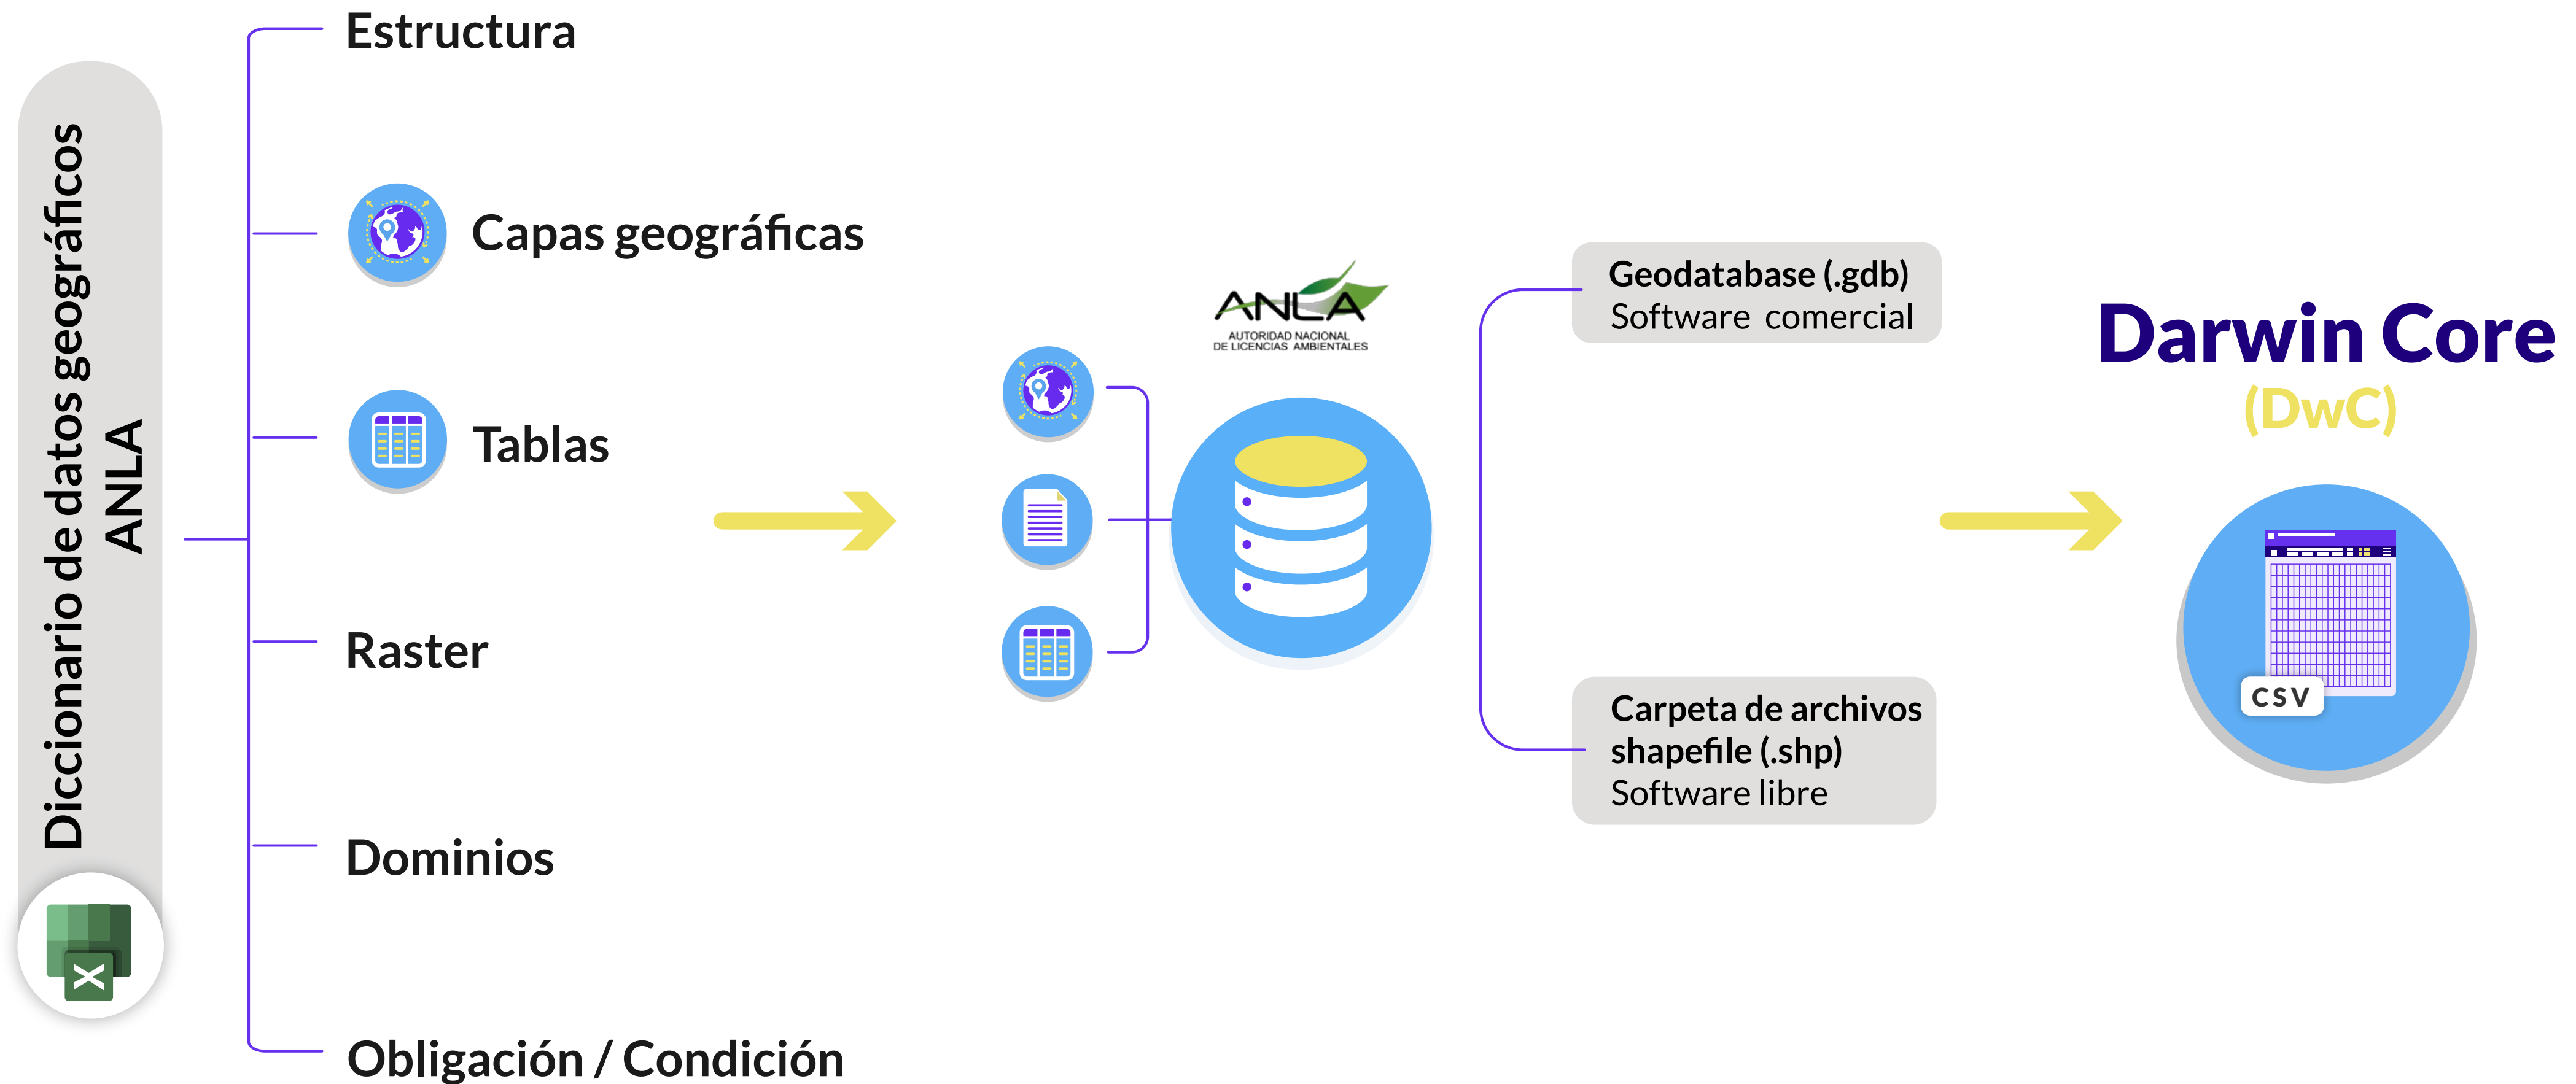 Diccionario de datos geográficos
ANLA
Estructura
Capas geográficas
Tablas
Raster
Dominios
Obligación / Condición
ANLA
AUTORIDAD NACIONAL
DE LICENCIAS AMBIENTALES
Geodatabase (.gdb)
Software comercial
Carpeta de archivos
shapefile (.shp)
Software libre
Darwin Core
(DwC)
CSV